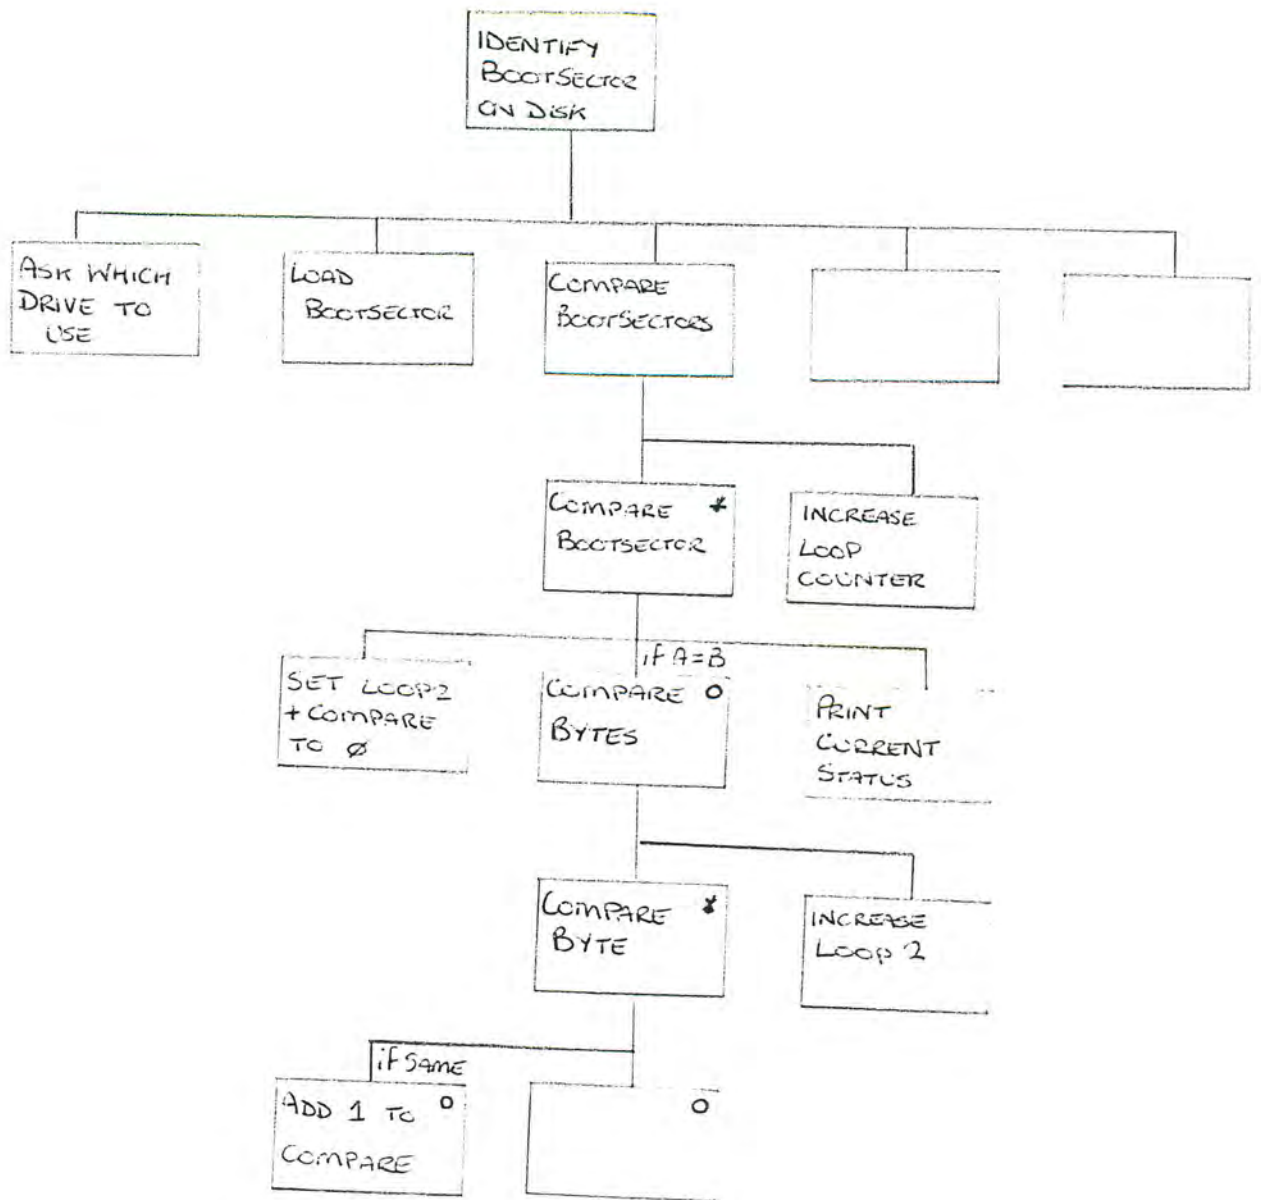 IDENTIFY
BOOTSECTOR
ON DISK
ASK WHICH
DRIVE TO
USE
LOAD
BOOTSECTOR
COMPARE
BOOTSECTORS
COMPARE *
BOOTSECTOR
INCREASE
LOOP
COUNTER
if A=B
SET LOOP2
+ COMPARE
TO Ø
COMPARE O
BYTES
PRINT
CURRENT
STATUS
COMPARE *
BYTE
INCREASE
LOOP 2
if SAME
ADD 1 TO O
COMPARE
O